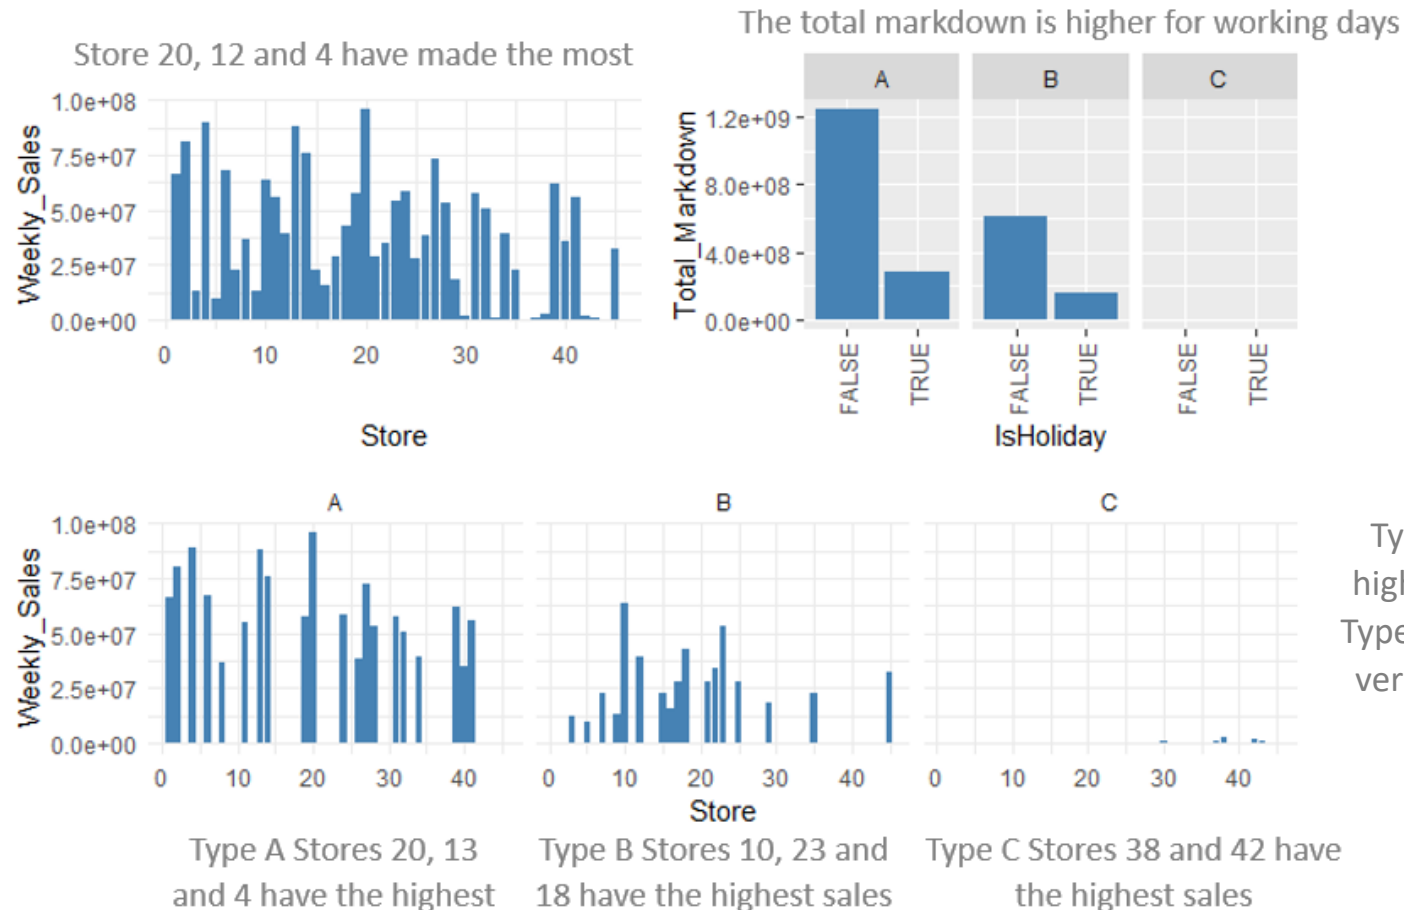 The total markdown is higher for working days
Store 20, 12 and 4 have made the most
1.0e+08
7.5e+07
5.0e+07
2.5e+07
0.0e+00
Weekly_Sales
0 10 20 30 40
Store
A B C
1.2e+09
8.0e+08
4.0e+08
0.0e+00
Total_Markdown
FALSE TRUE FALSE TRUE FALSE TRUE
IsHoliday
A B C
1.0e+08
7.5e+07
5.0e+07
2.5e+07
0.0e+00
Weekly_Sales
0 10 20 30 40 0 10 20 30 40 0 10 20 30 40
Store
Type A Stores 20, 13
and 4 have the highest
Type B Stores 10, 23 and
18 have the highest sales
Type C Stores 38 and 42 have
the highest sales
Ty
high
Type
ver